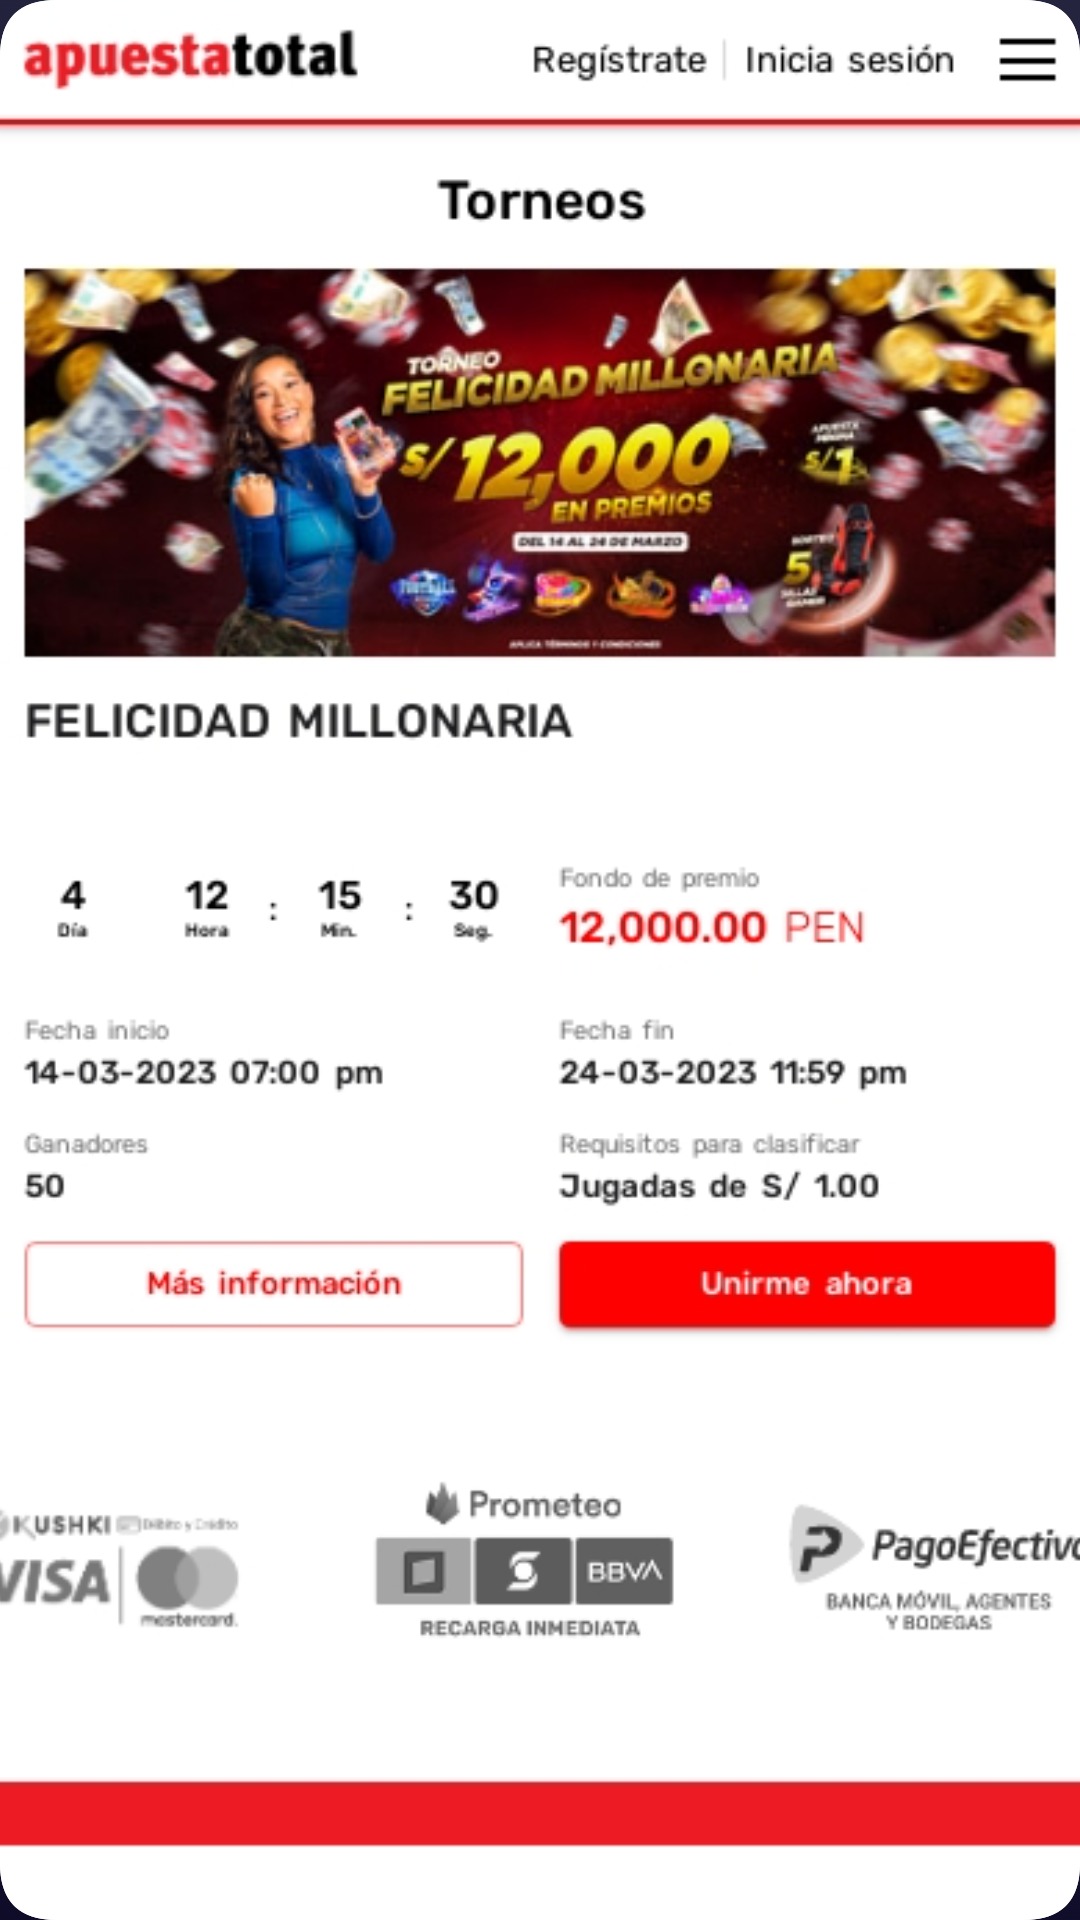 apuestatotal
Regístrate
Inicia sesión
Torneos
TORNEO
FELICIDAD MILLONARIA
S/12,000
EN PREMIOS
DEL 14 AL 24 DE MARZO
APUESTA
MÍNIMA
S/1
SORTEO
5
SILLAS
GAMER
FOOTBALL
APLICA TÉRMINOS Y CONDICIONES
FELICIDAD MILLONARIA
4
Día
12
Hora
:
15
Min.
:
30
Seg.
Fondo de premio
12,000.00 PEN
Fecha inicio
14-03-2023 07:00 pm
Fecha fin
24-03-2023 11:59 pm
Ganadores
50
Requisitos para clasificar
Jugadas de S/ 1.00
Más información
Unirme ahora
KUSHKI Débito y Crédito
VISA
mastercard.
Prometeo
BBVA
RECARGA INMEDIATA
PagoEfectivo
BANCA MÓVIL, AGENTES
Y BODEGAS